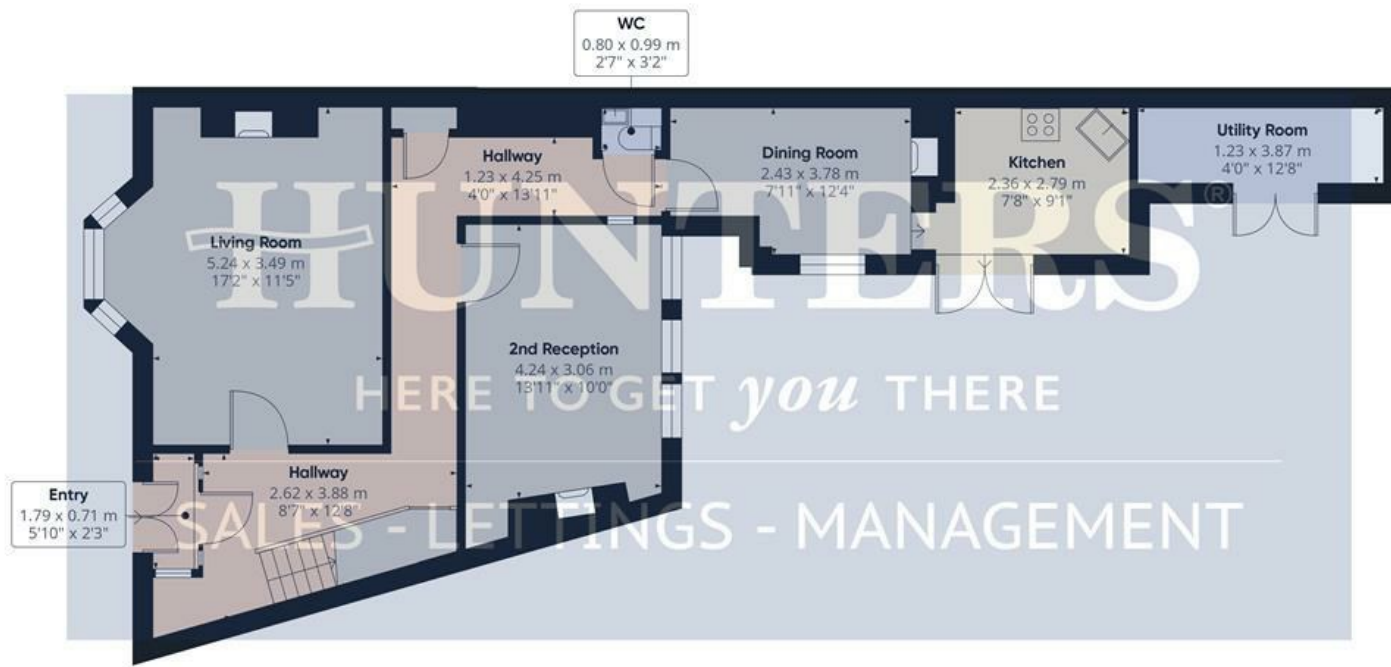 WC
0.80 x 0.99 m
2'7" x 3'2"
Hallway
1.23 x 4.25 m
4'0" x 13'11"
Dining Room
2.43 x 3.78 m
7'11" x 12'4"
Kitchen
2.36 x 2.79 m
7'8" x 9'1"
Utility Room
1.23 x 3.87 m
4'0" x 12'8"
Living Room
5.24 x 3.49 m
17'2" x 11'5"
HUNTERS®
2nd Reception
4.24 x 3.06 m
13'11" x 10'0"
HERE TO GET you THERE
Hallway
2.62 x 3.88 m
8'7" x 12'8"
Entry
1.79 x 0.71 m
5'10" x 2'3"
SALES - LETTINGS - MANAGEMENT